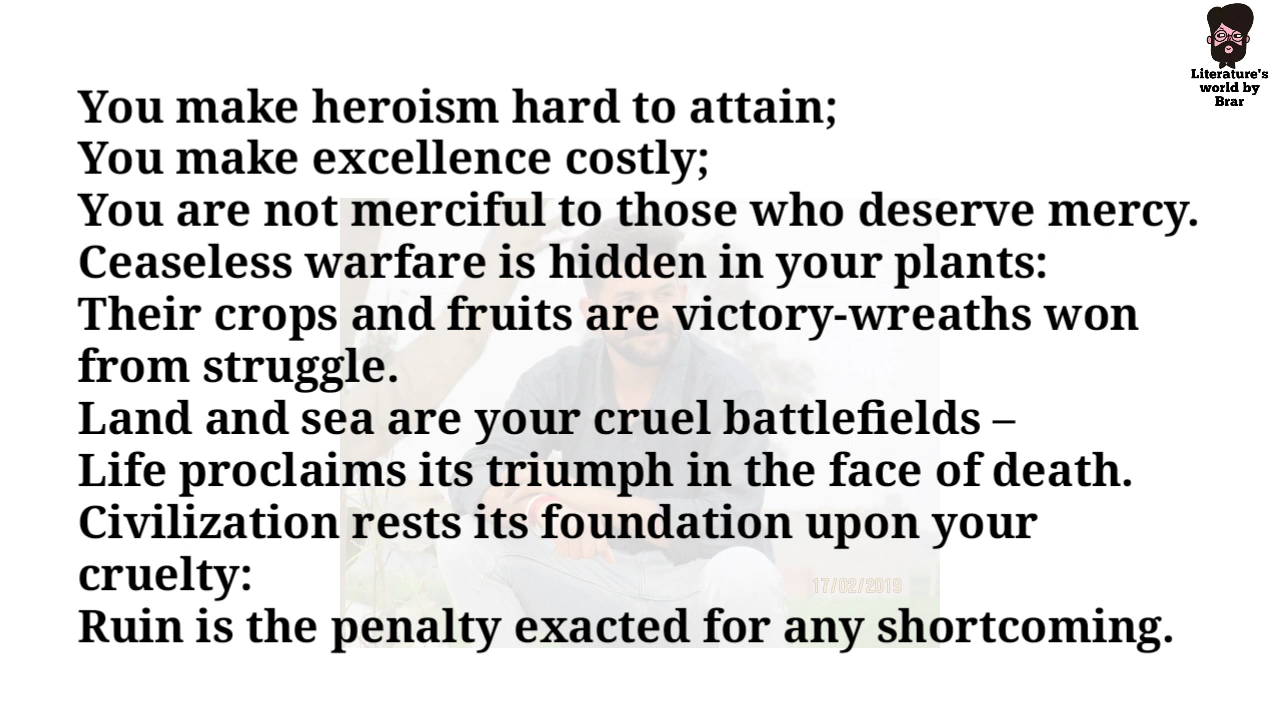 Literature's
world by
Brar
You make heroism hard to attain;
You make excellence costly;
You are not merciful to those who deserve mercy.
Ceaseless warfare is hidden in your plants:
Their crops and fruits are victory-wreaths won
from struggle.
Land and sea are your cruel battlefields –
Life proclaims its triumph in the face of death.
Civilization rests its foundation upon your
cruelty:
17/02/2019
Ruin is the penalty exacted for any shortcoming.